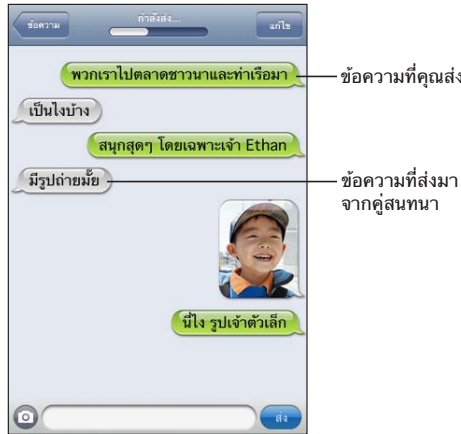 ข้อความ
กำลังส่ง...
แก้ไข
พวกเราไปตลาดชาวนาและท่าเรือมา
ข้อความที่คุณส่ง
เป็นไงบ้าง
สนุกสุดๆ โดยเฉพาะเจ้า Ethan
มีรูปถ่ายมั๊ย
ข้อความที่ส่งมา
จากคู่สนทนา
นี่ไง รูปเจ้าตัวเล็ก
ส่ง